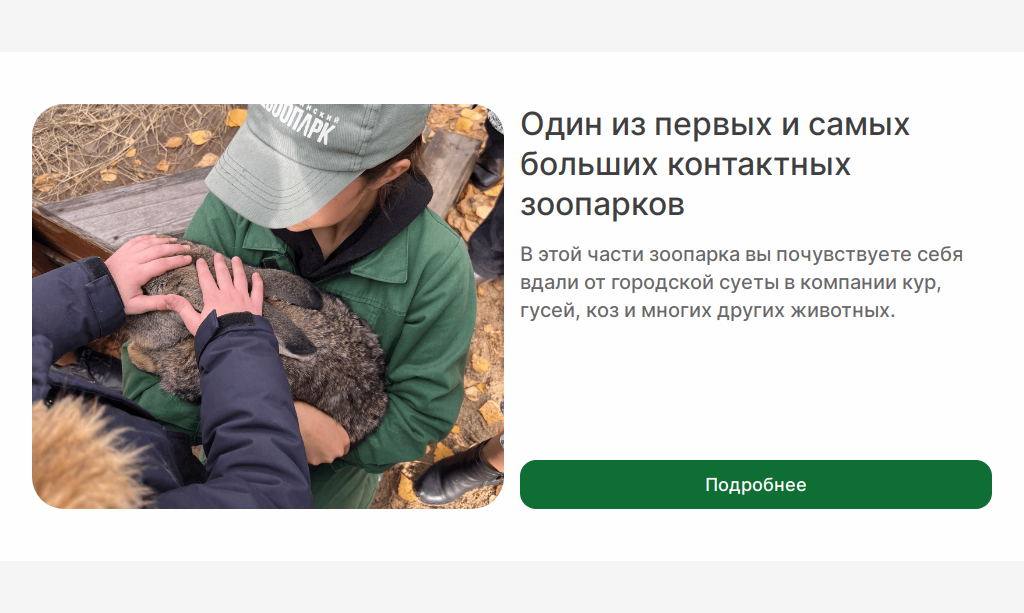 ЗООПАРК
Один из первых и самых
больших контактных
зоопарков
В этой части зоопарка вы почувствуете себя
вдали от городской суеты в компании кур,
гусей, коз и многих других животных.
Подробнее